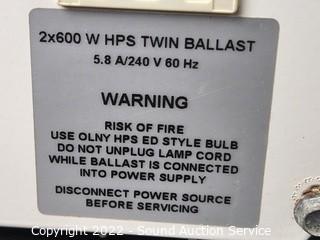 2x600 W HPS TWIN BALLAST
5.8 A/240 V 60 Hz
WARNING
RISK OF FIRE
USE OLNY HPS ED STYLE BULB
DO NOT UNPLUG LAMP CORD
WHILE BALLAST IS CONNECTED
INTO POWER SUPPLY
DISCONNECT POWER SOURCE
BEFORE SERVICING
Copyright 2022 - Sound Auction Service